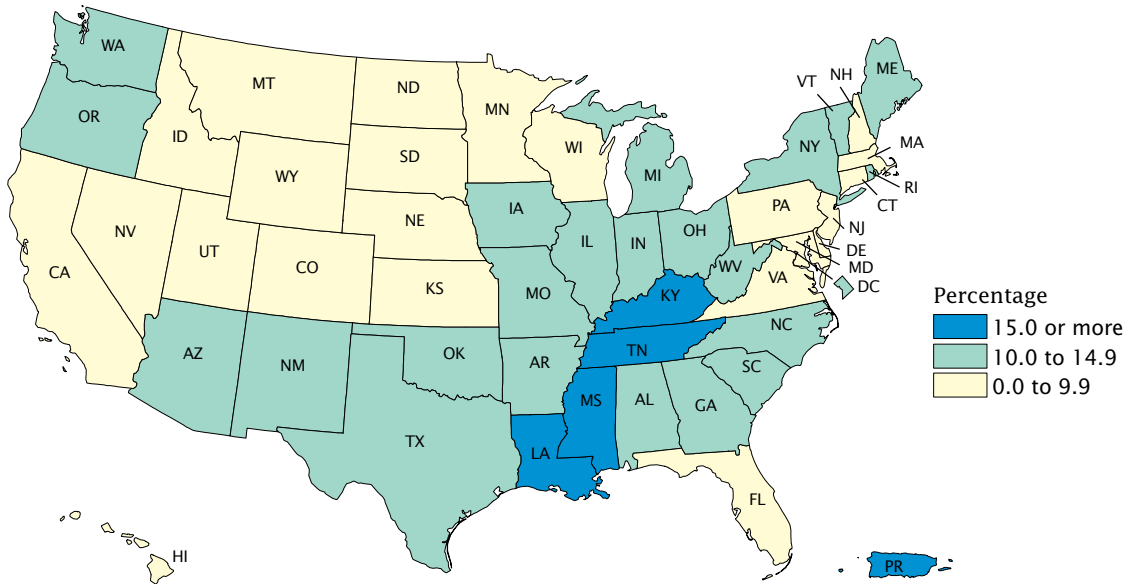 WA
MT
ND
MN
ME
VT
NH
OR
ID
SD
WI
NY
MA
WY
MI
RI
CT
IA
NE
PA
NJ
NV
UT
CO
IL
IN
OH
DE
MD
DC
WV
VA
CA
KS
MO
KY
NC
AZ
NM
OK
AR
TN
SC
MS
AL
GA
TX
LA
FL
HI
PR
Percentage
15.0 or more
10.0 to 14.9
0.0 to 9.9